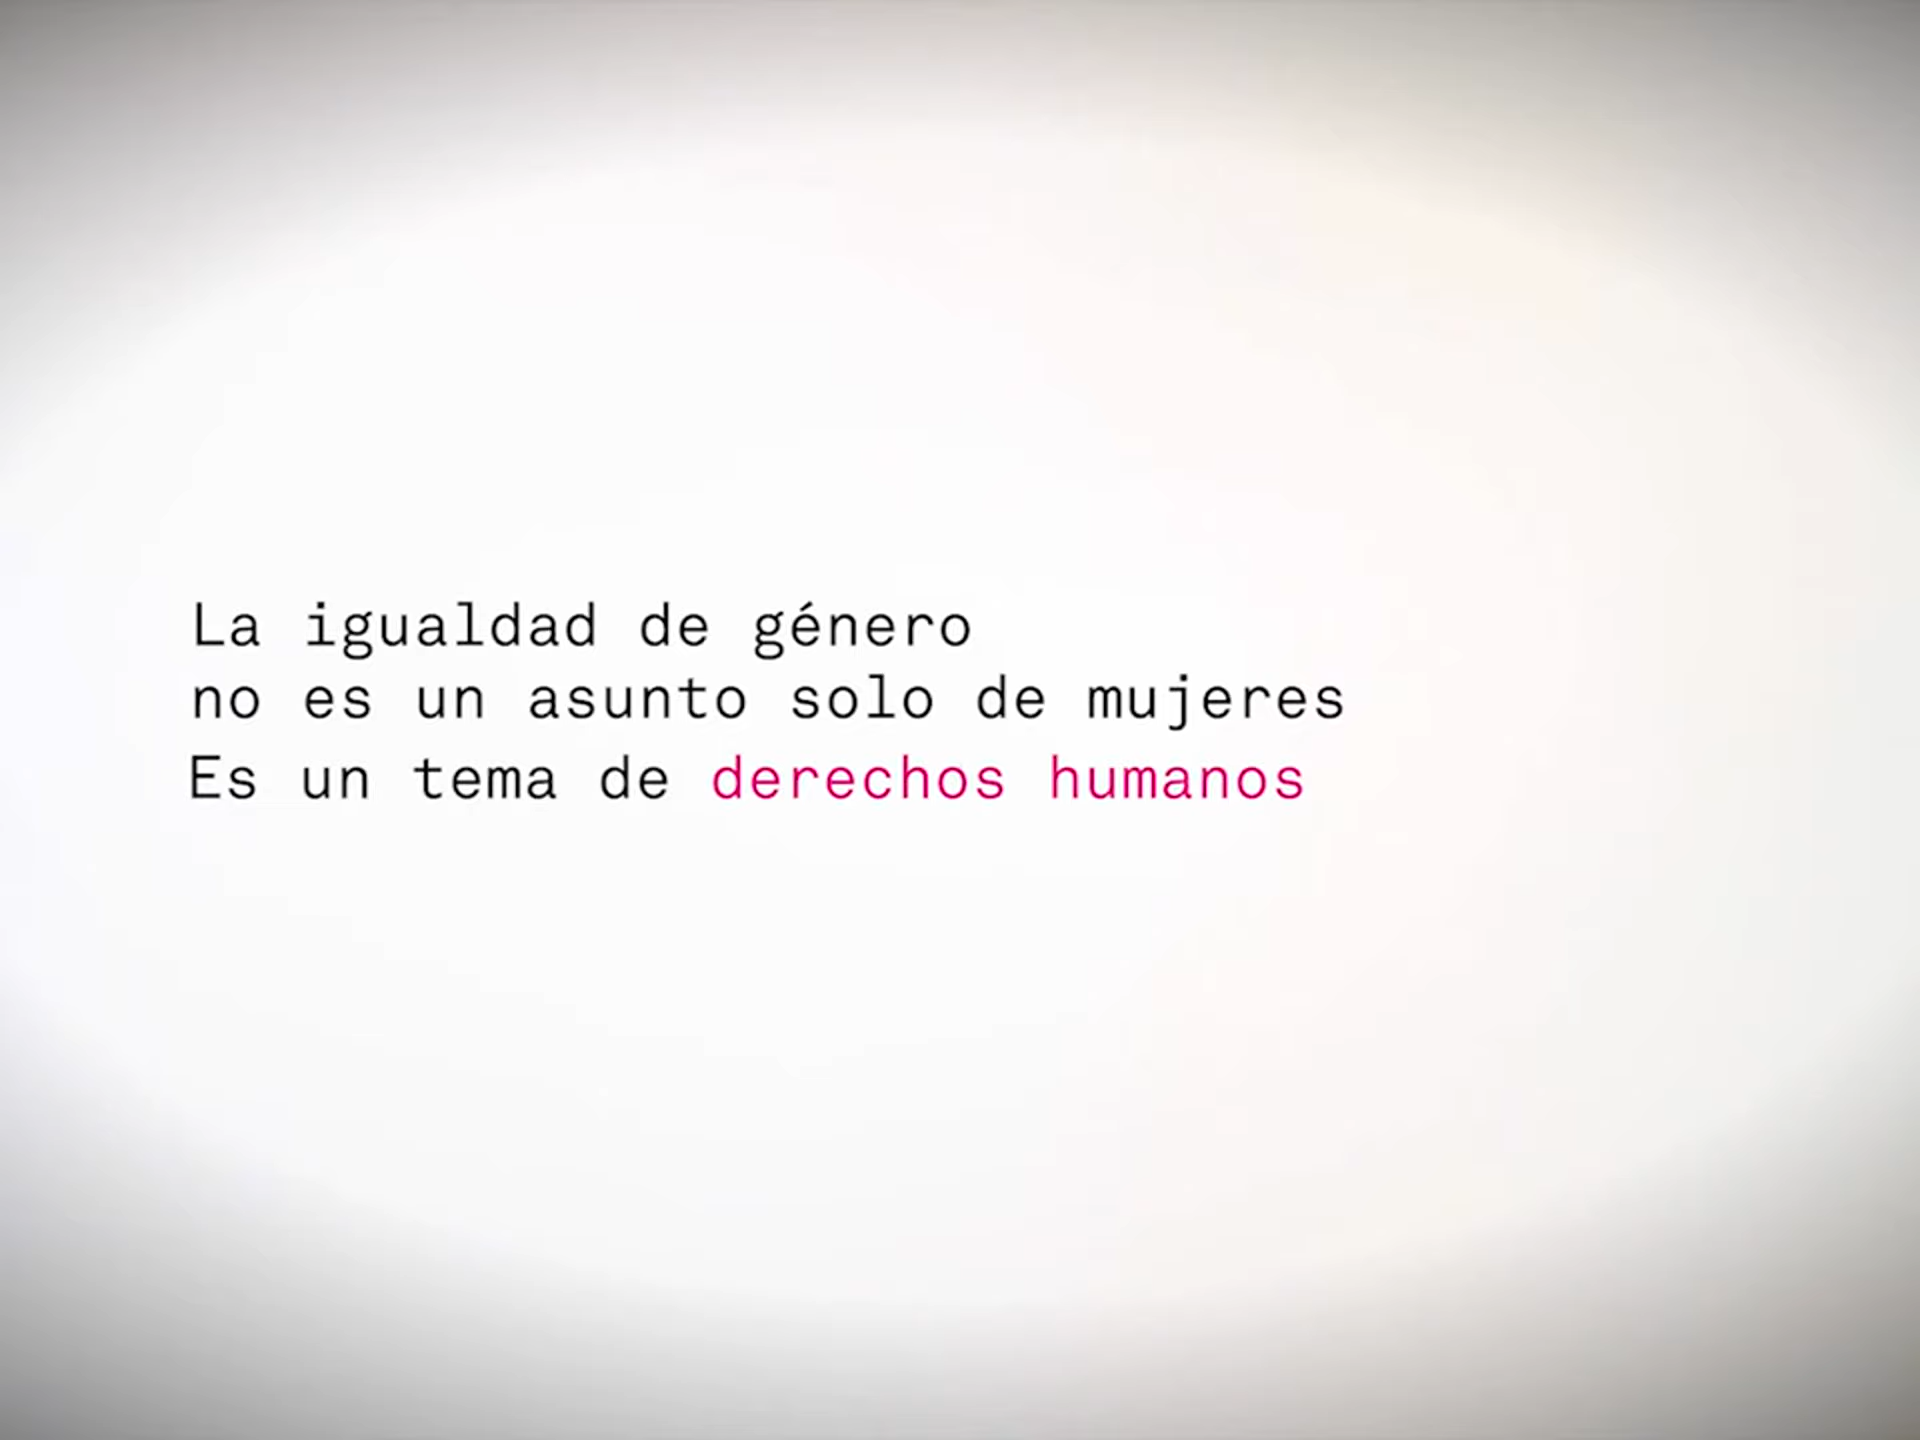 La igualdad de género
no es un asunto solo de mujeres
Es un tema de derechos humanos